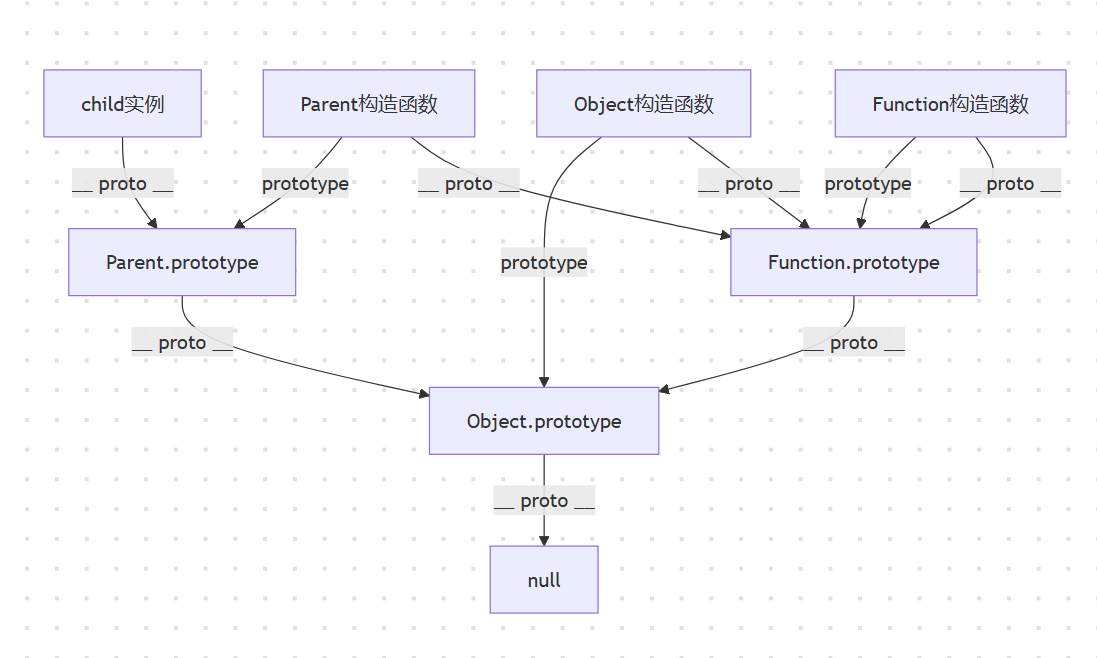 child实例
Parent构造函数
Object构造函数
Function构造函数
__ proto __
prototype
__ proto __
__ proto __
prototype
__ proto __
Parent.prototype
prototype
Function.prototype
__ proto __
__ proto __
Object.prototype
__ proto __
null